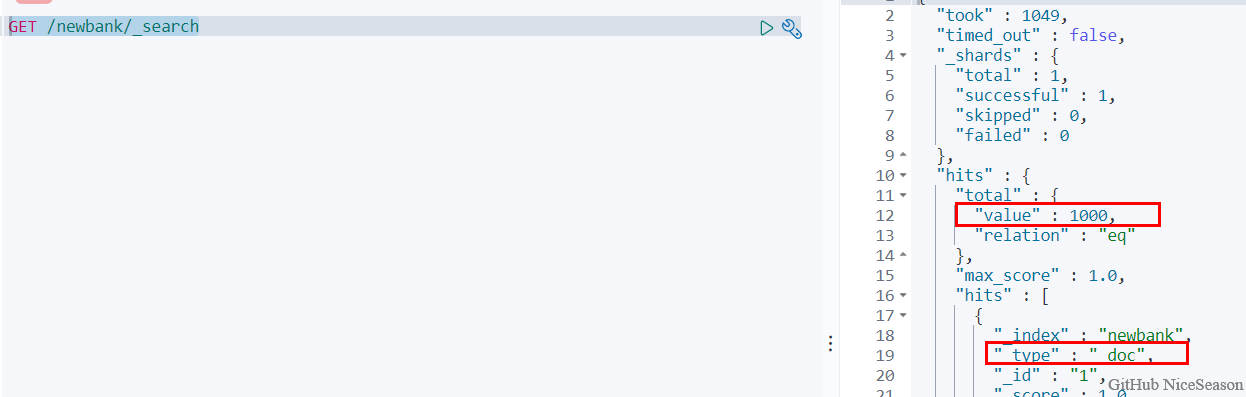 GET /newbank/_search
2 "took" : 1049,
3 "timed_out" : false,
4 "_shards" : {
5 "total" : 1,
6 "successful" : 1,
7 "skipped" : 0,
8 "failed" : 0
9 },
10 "hits" : {
11 "total" : {
12 "value" : 1000,
13 "relation" : "eq"
14 },
15 "max_score" : 1.0,
16 "hits" : [
17 {
18 "_index" : "newbank",
19 "_type" : "_doc",
20 "_id" : "1",
21 "_score" : 1.0
GitHub NiceSeason